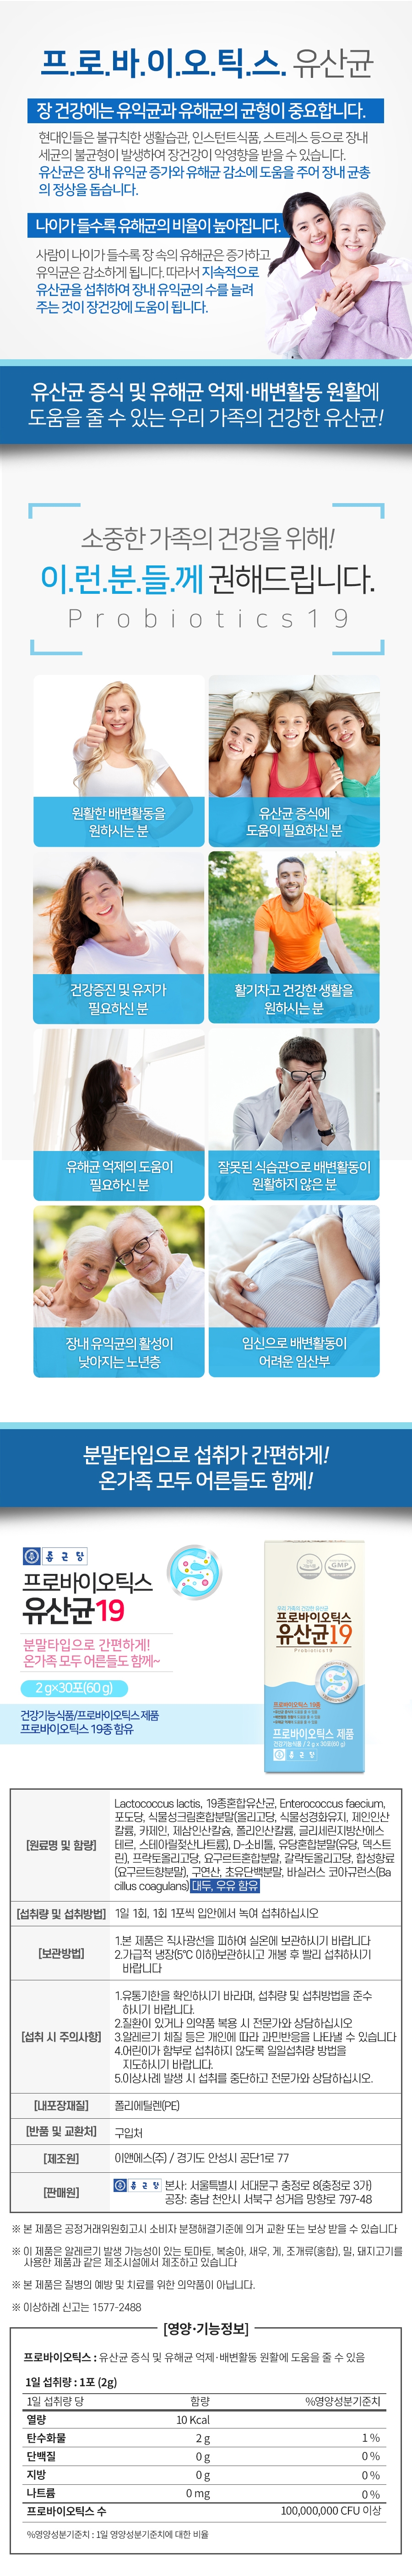 프.로.바.이.오.틱.스. 유산균
장 건강에는 유익균과 유해균의 균형이 중요합니다.
현대인들은 불규칙한 생활습관, 인스턴트식품, 스트레스 등으로 장내
세균의 불균형이 발생하여 장건강이 악영향을 받을 수 있습니다.
유산균은 장내 유익균 증가와 유해균 감소에 도움을 주어 장내 균총
의 정상을 돕습니다.
나이가 들수록 유해균의 비율이 높아집니다.
사람이 나이가 들수록 장 속의 유해균은 증가하고
유익균은 감소하게 됩니다. 따라서 지속적으로
유산균을 섭취하여 장내 유익균의 수를 늘려
주는 것이 장건강에 도움이 됩니다.
유산균 증식 및 유해균 억제·배변활동 원활에
도움을 줄 수 있는 우리 가족의 건강한 유산균!
소중한 가족의 건강을 위해!
이.런.분.들.께 권해드립니다.
Probiotics19
원활한 배변활동을
원하시는 분
유산균 증식에
도움이 필요하신 분
건강증진 및 유지가
필요하신 분
활기차고 건강한 생활을
원하시는 분
유해균 억제의 도움이
필요하신 분
잘못된 식습관으로 배변활동이
원활하지 않은 분
장내 유익균의 활성이
낮아지는 노년층
임신으로 배변활동이
어려운 임산부
분말타입으로 섭취가 간편하게!
온가족 모두 어른들도 함께!
종근당
프로바이오틱스
유산균19
분말타입으로 간편하게!
온가족 모두 어른들도 함께~
2 g×30포(60 g)
건강기능식품/프로바이오틱스 제품
프로바이오틱스 19종 함유
GMP
우리 가족의 건강한 유산균
프로바이오틱스
유산균19
Probiotics19
프로바이오틱스 19종
프로바이오틱스 제품
건강기능식품 / 2 g x 30포(60 g)
종근당
[원료명 및 함량]
Lactococcus lactis, 19종혼합유산균, Enterococcus faecium,
포도당, 식물성크림혼합분말(올리고당, 식물성경화유지, 제인인산
칼륨, 카제인, 제삼인산칼슘, 폴리인산칼륨, 글리세린지방산에스
테르, 스테아릴젖산나트륨), D-소비톨, 유당혼합분말(유당, 덱스트
린), 프락토올리고당, 요구르트혼합분말, 갈락토올리고당, 합성향료
(요구르트향분말), 구연산, 초유단백분말, 바실러스 코아규런스(Ba
cillus coagulans) 대두, 우유 함유
[섭취량 및 섭취방법] 1일 1회, 1회 1포씩 입안에서 녹여 섭취하십시오
[보관방법]
1.본 제품은 직사광선을 피하여 실온에 보관하시기 바랍니다
2.가급적 냉장(5℃ 이하)보관하시고 개봉 후 빨리 섭취하시기
바랍니다
[섭취 시 주의사항]
1.유통기한을 확인하시기 바라며, 섭취량 및 섭취방법을 준수
하시기 바랍니다.
2.질환이 있거나 의약품 복용 시 전문가와 상담하십시오
3.알레르기 체질 등은 개인에 따라 과민반응을 나타낼 수 있습니다
4.어린이가 함부로 섭취하지 않도록 일일섭취량 방법을
지도하시기 바랍니다.
5.이상사례 발생 시 섭취를 중단하고 전문가와 상담하십시오.
[내포장재질] 폴리에틸렌(PE)
[반품 및 교환처] 구입처
[제조원] 이앤에스(주) / 경기도 안성시 공단1로 77
[판매원] 종근당 본사: 서울특별시 서대문구 충정로 8(충정로 3가)
공장: 충남 천안시 서북구 성거읍 망향로 797-48
※ 본 제품은 공정거래위원회고시 소비자 분쟁해결기준에 의거 교환 또는 보상 받을 수 있습니다
※ 이 제품은 알레르기 발생 가능성이 있는 토마토, 복숭아, 새우, 게, 조개류(홍합), 밀, 돼지고기를
사용한 제품과 같은 제조시설에서 제조하고 있습니다
※ 본 제품은 질병의 예방 및 치료를 위한 의약품이 아닙니다.
※ 이상하례 신고는 1577-2488
[영양·기능정보]
프로바이오틱스 : 유산균 증식 및 유해균 억제·배변활동 원활에 도움을 줄 수 있음
1일 섭취량 : 1포 (2g)
1일 섭취량 당 함량 %영양성분기준치
열량 10 Kcal
탄수화물 2 g 1 %
단백질 0 g 0 %
지방 0 g 0 %
나트륨 0 mg 0 %
프로바이오틱스 수 100,000,000 CFU 이상
%영양성분기준치 : 1일 영양성분기준치에 대한 비율